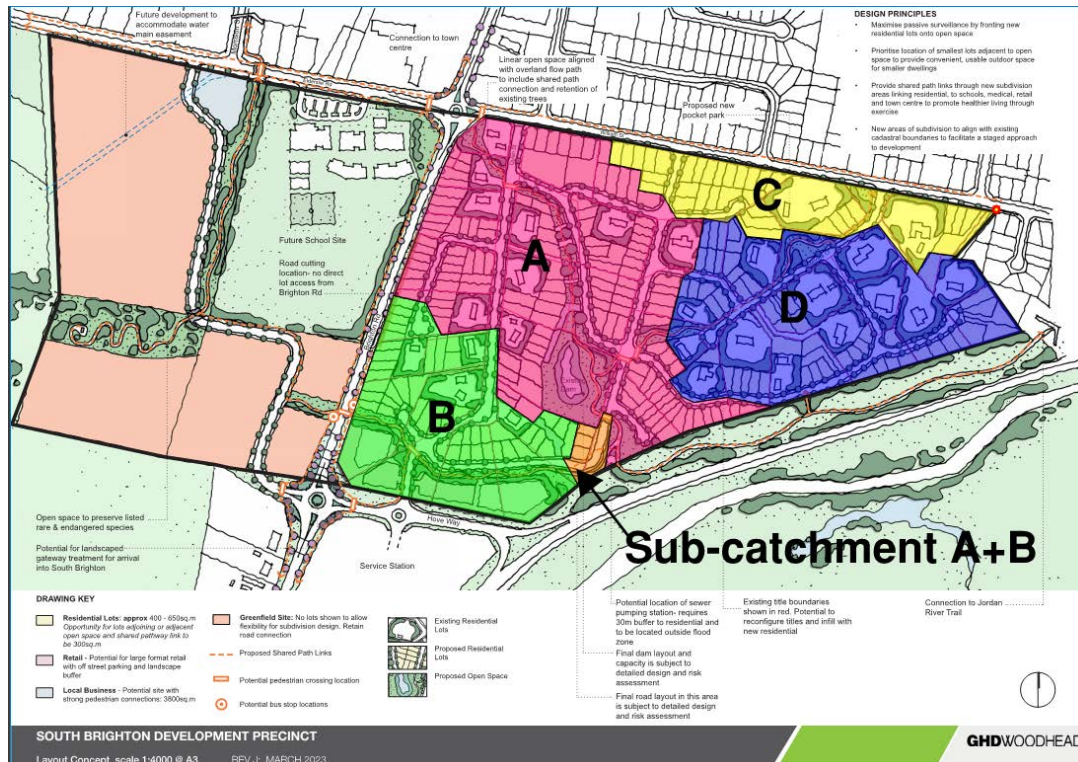 Future development to
accommodate water
main easement
Connection to town
centre
Linear open space aligned
with overland flow path
to include shared path
connection and retention of
existing trees
Proposed new
pocket park
DESIGN PRINCIPLES
• Maximise passive surveillance by fronting new
residential lots onto open
space
• Prioritise location of smallest lots adjacent to open
space to provide convenient, usable outdoor space
for smaller dwellings
• Provide shared path links through new subdivision
areas linking residential, to schools, medical, retail
and town centre to promote healthier living through
exercise
• New areas of subdivision to align with existing
cadastral boundaries to facilitate a staged approach
to development
Future School Site
Road cutting
location- no direct
lot access from
Brighton Rd
A
B
C
D
Existing
Dam
Sub-catchment A+B
Open space to preserve listed
rare & endangered species
Potential for landscaped
gateway treatment for arrival
into South Brighton
Hove Way
Service Station
Potential location of sewer
pumping station- requires
30m buffer to residential and
to be located outside flood
zone
Final dam layout and
capacity is subject to
detailed design and risk
assessment
Final road layout in this area
is subject to detailed design
and risk assessment
Existing title boundaries
shown in red. Potential to
reconfigure titles and infill with
new residential
Connection to Jordan
River Trail
DRAWING KEY
Residential Lots: approx 400 - 650sq.m
Opportunity for lots adjoining or adjacent
open space and shared pathway link to
be 300sq.m
Retail - Potential for large format retail
with off street parking and landscape
buffer
Local Business - Potential site with
strong pedestrian connections: 3800sq.m
Greenfield Site: No lots shown to allow
flexibility for subdivision design. Retain
road connection
Proposed Shared Path Links
Potential pedestrian crossing location
Potential bus stop locations
Existing Residential
Lots
Proposed Residential
Lots
Proposed Open Space
SOUTH BRIGHTON DEVELOPMENT PRECINCT
Layout Concept scale 1:4000 @ A3 REV J: MARCH 2023
GHDWOODHEAD